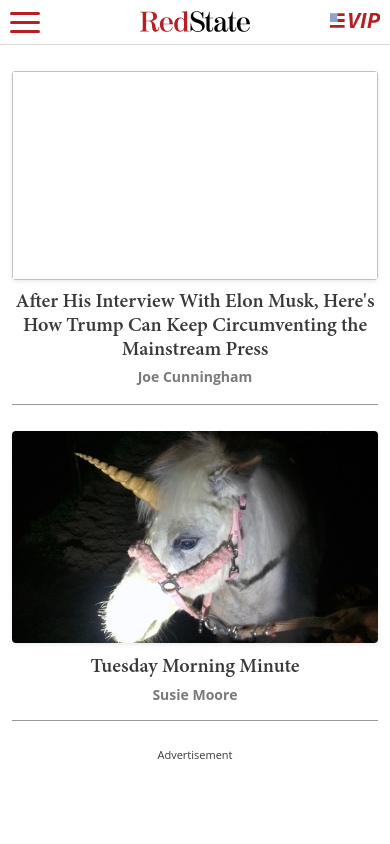 RedState
VIP
After His Interview With Elon Musk, Here's
How Trump Can Keep Circumventing the
Mainstream Press
Joe Cunningham
Tuesday Morning Minute
Susie Moore
Advertisement